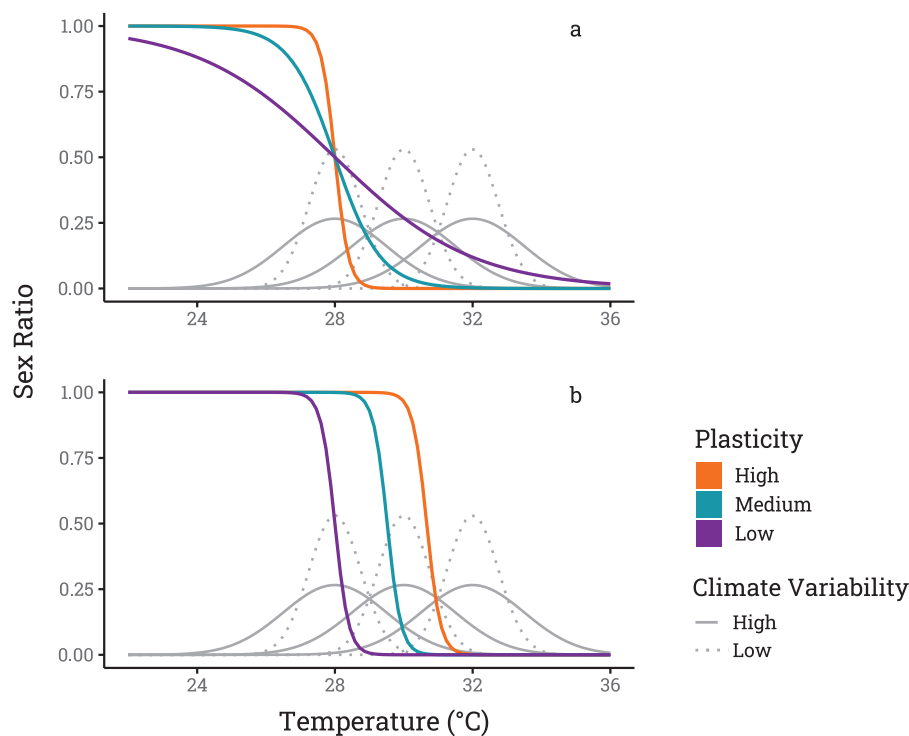 a
1.00
0.75
0.50
0.25
0.00
24 28 32 36
Sex Ratio
b
1.00
0.75
0.50
0.25
0.00
24 28 32 36
Temperature (°C)
Plasticity
High
Medium
Low
Climate Variability
High
Low